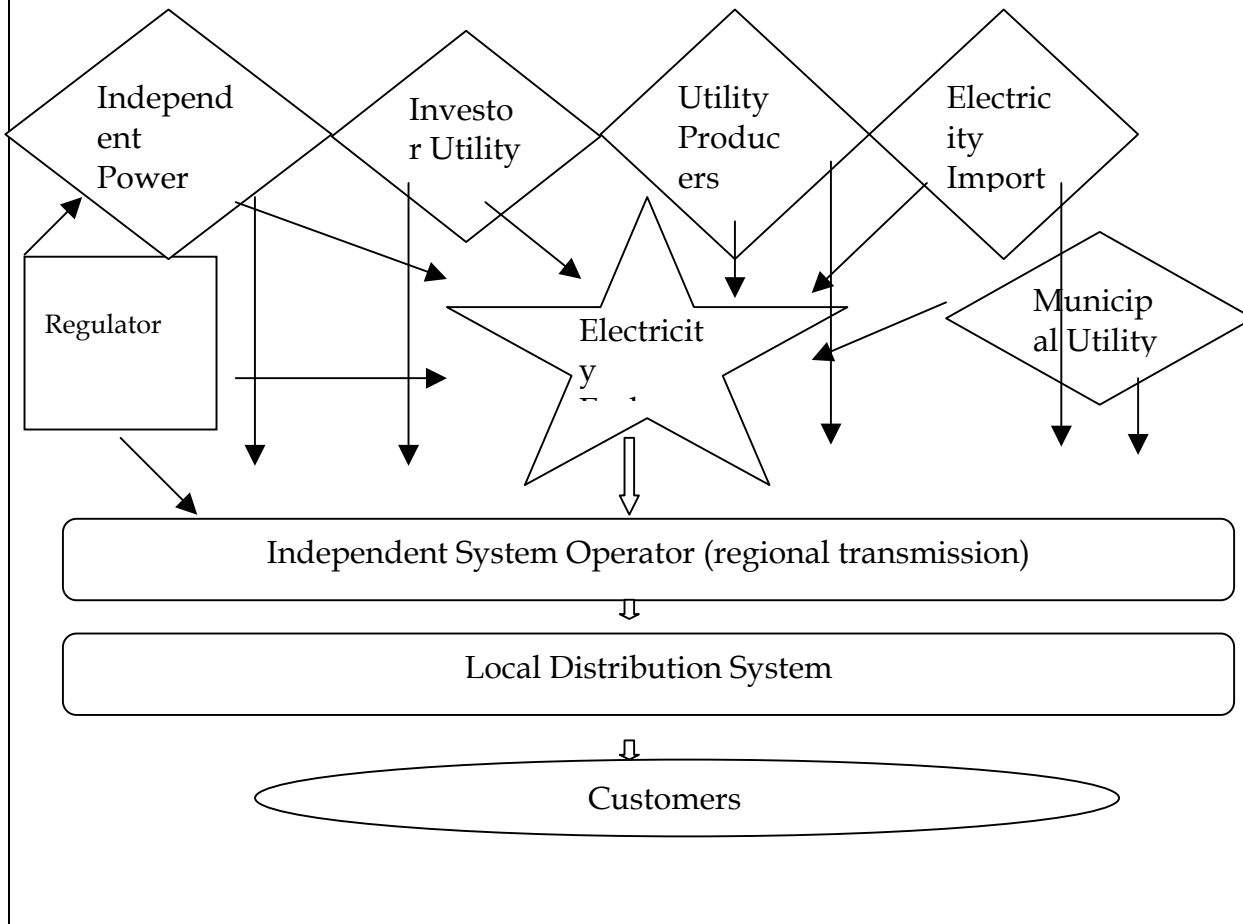 Independ
ent
Power
Investo
r Utility
Utility
Produc
ers
Electric
ity
Import
Regulator
Electricit
y
Municip
al Utility
Independent System Operator (regional transmission)
Local Distribution System
Customers